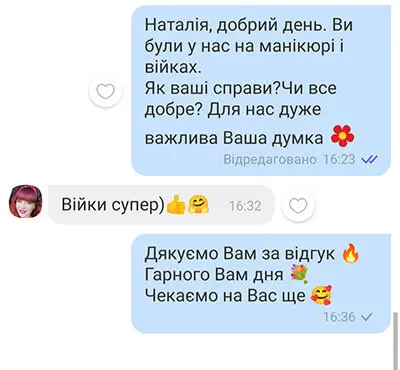 Наталія, добрий день. Ви
були у нас на манікюрі і
війках.
Як ваші справи?Чи все
добре? Для нас дуже
важлива Ваша думка 🌺
Відредаговано 16:23
Війки супер)👍🤗 16:32
Дякуємо Вам за відгук 🔥
Гарного Вам дня 💐
Чекаємо на Вас ще 🥰
16:36